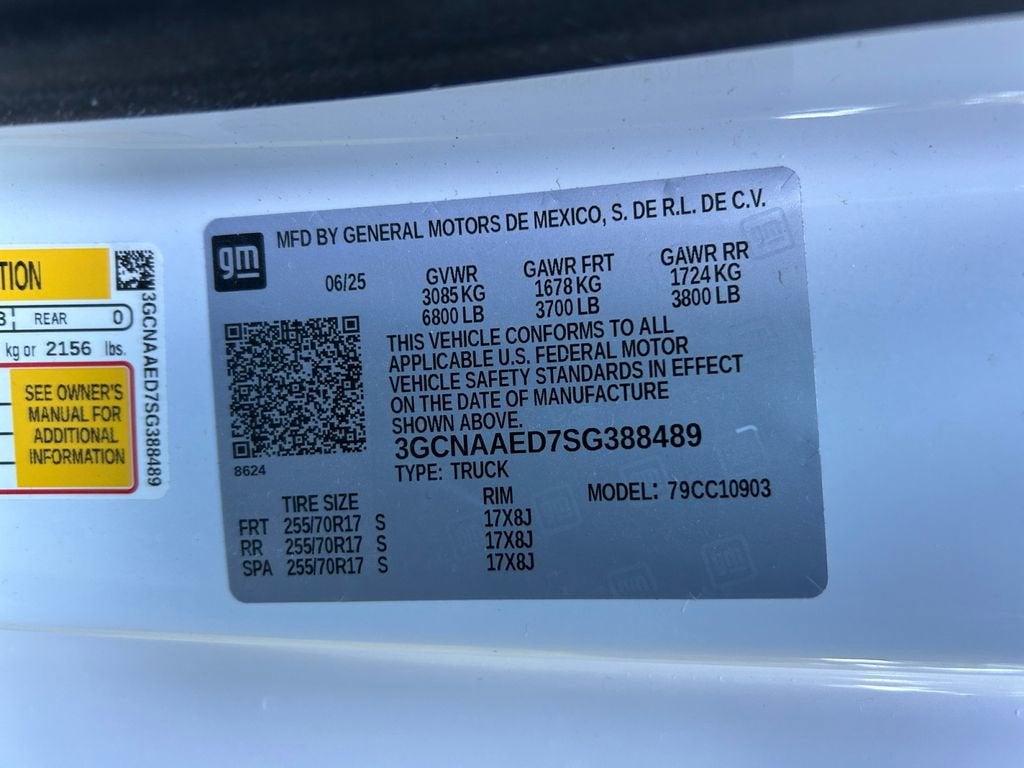 gm
MFD BY GENERAL MOTORS DE MEXICO, S. DE R.L. DE C.V.
06/25 GVWR GAWR FRT GAWR RR
3085 KG 1678 KG 1724 KG
6800 LB 3700 LB 3800 LB
THIS VEHICLE CONFORMS TO ALL
APPLICABLE U.S. FEDERAL MOTOR
VEHICLE SAFETY STANDARDS IN EFFECT
ON THE DATE OF MANUFACTURE
SHOWN ABOVE.
3GCNAAED7SG388489
8624
TYPE: TRUCK
TIRE SIZE RIM MODEL: 79CC10903
FRT 255/70R17 S 17X8J
RR 255/70R17 S 17X8J
SPA 255/70R17 S 17X8J
TION
3 REAR 0
kg or 2156 lbs.
SEE OWNER'S
MANUAL FOR
ADDITIONAL
INFORMATION
3GCNAAED7SG388489